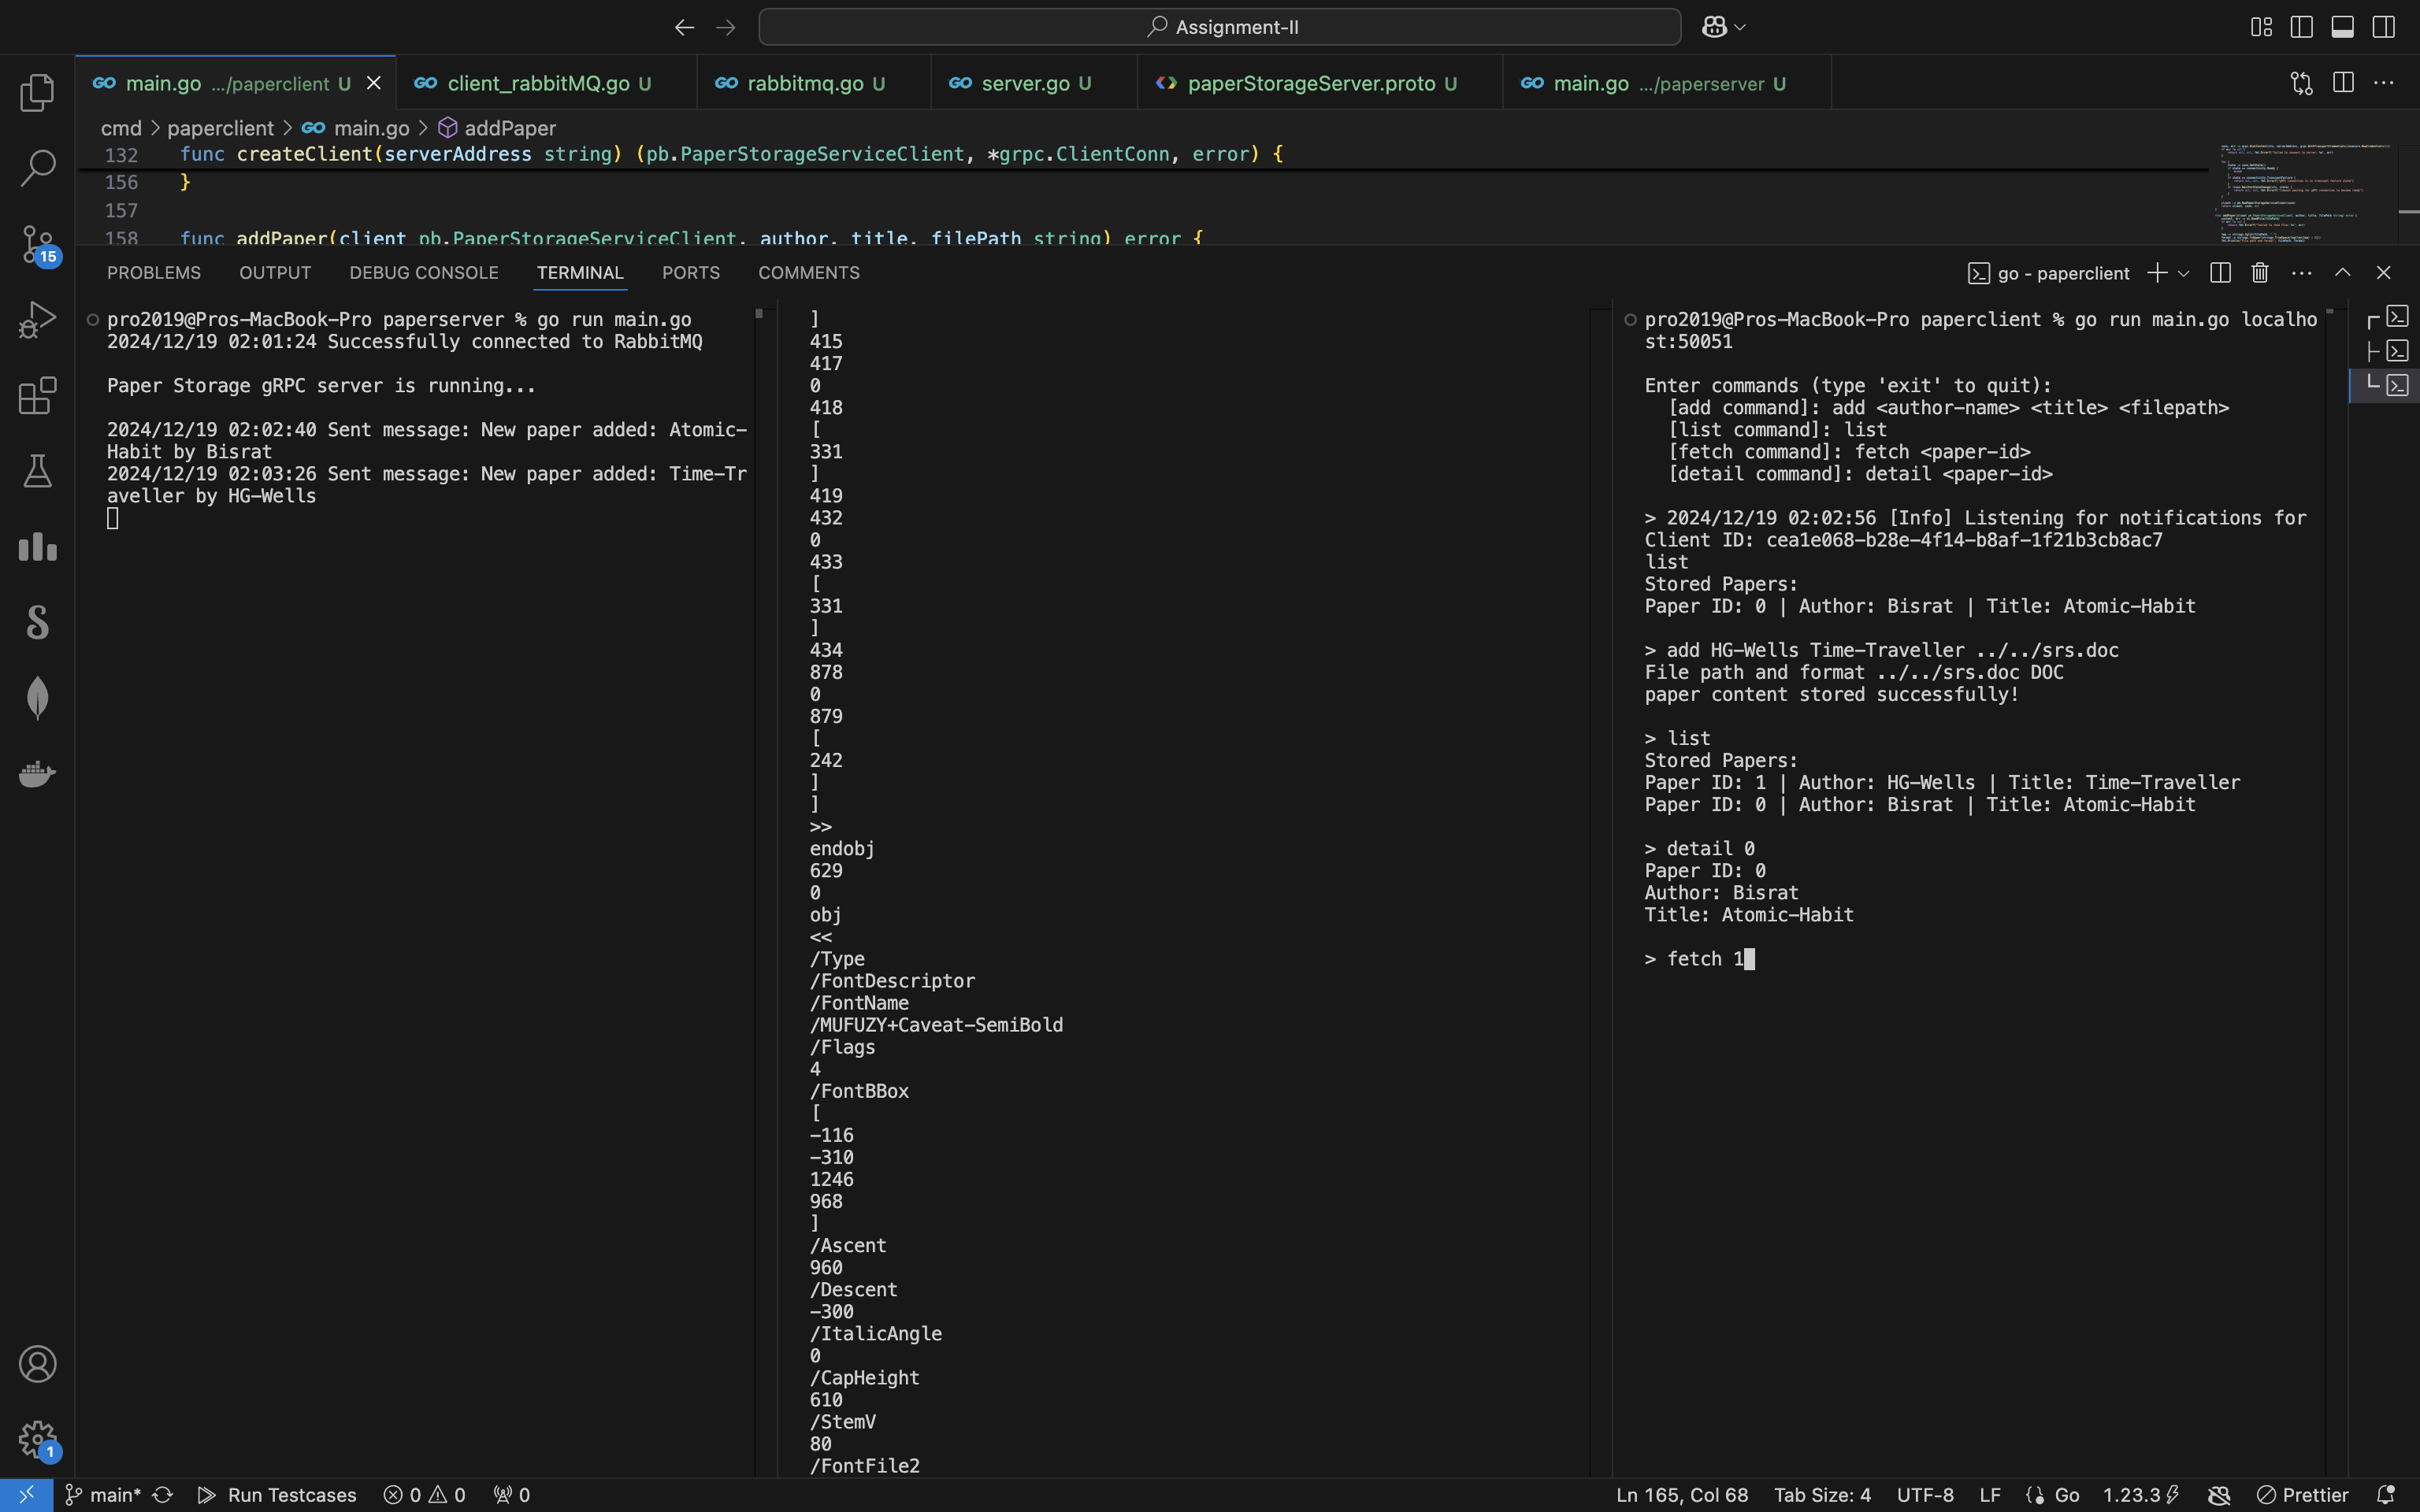 Assignment-II
main.go .../paperclient U
client_rabbitMQ.go U
rabbitmq.go U
server.go U
paperStorageServer.proto U
main.go .../paperserver U
cmd > paperclient > main.go > addPaper
132 func createClient(serverAddress string) (pb.PaperStorageServiceClient, *grpc.ClientConn, error) {
156 }
157
158 func addPaper(client pb.PaperStorageServiceClient, author, title, filePath string) error {
15
PROBLEMS OUTPUT DEBUG CONSOLE TERMINAL PORTS COMMENTS
go - paperclient
pro2019@Pros-MacBook-Pro paperserver % go run main.go
2024/12/19 02:01:24 Successfully connected to RabbitMQ
Paper Storage gRPC server is running...
2024/12/19 02:02:40 Sent message: New paper added: Atomic-
Habit by Bisrat
2024/12/19 02:03:26 Sent message: New paper added: Time-Tr
aveller by HG-Wells
]
415
417
0
418
[
331
]
419
432
0
433
[
331
]
434
878
0
879
[
242
]
]
>>
endobj
629
0
obj
<<
/Type
/FontDescriptor
/FontName
/MUFUZY+Caveat-SemiBold
/Flags
4
/FontBBox
[
-116
-310
1246
968
]
/Ascent
960
/Descent
-300
/ItalicAngle
0
/CapHeight
610
/StemV
80
/FontFile2
pro2019@Pros-MacBook-Pro paperclient % go run main.go localho
st:50051
Enter commands (type 'exit' to quit):
[add command]: add <author-name> <title> <filepath>
[list command]: list
[fetch command]: fetch <paper-id>
[detail command]: detail <paper-id>
> 2024/12/19 02:02:56 [Info] Listening for notifications for
Client ID: cea1e068-b28e-4f14-b8af-1f21b3cb8ac7
list
Stored Papers:
Paper ID: 0 | Author: Bisrat | Title: Atomic-Habit
> add HG-Wells Time-Traveller ../../srs.doc
File path and format ../../srs.doc DOC
paper content stored successfully!
> list
Stored Papers:
Paper ID: 1 | Author: HG-Wells | Title: Time-Traveller
Paper ID: 0 | Author: Bisrat | Title: Atomic-Habit
> detail 0
Paper ID: 0
Author: Bisrat
Title: Atomic-Habit
> fetch 1
1
main* Run Testcases 0 0 0 Ln 165, Col 68 Tab Size: 4 UTF-8 LF Go 1.23.3 Prettier